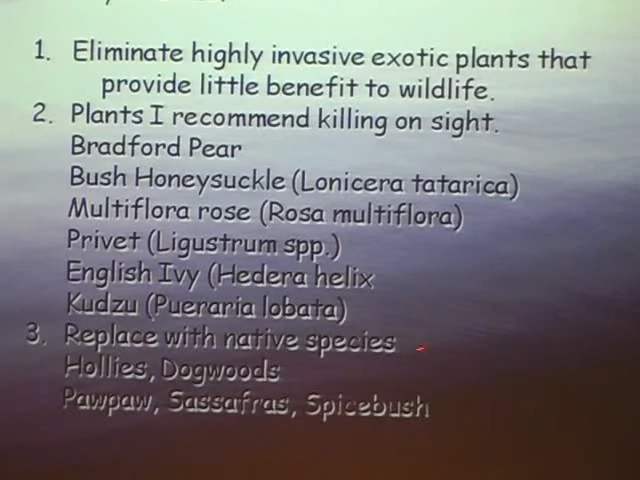 1. Eliminate highly invasive exotic plants that
provide little benefit to wildlife.
2. Plants I recommend killing on sight.
Bradford Pear
Bush Honeysuckle (Lonicera tatarica)
Multiflora rose (Rosa multiflora)
Privet (Ligustrum spp.)
English Ivy (Hedera helix
Kudzu (Pueraria lobata)
3. Replace with native species
Hollies, Dogwoods
Pawpaw, Sassafras, Spicebush